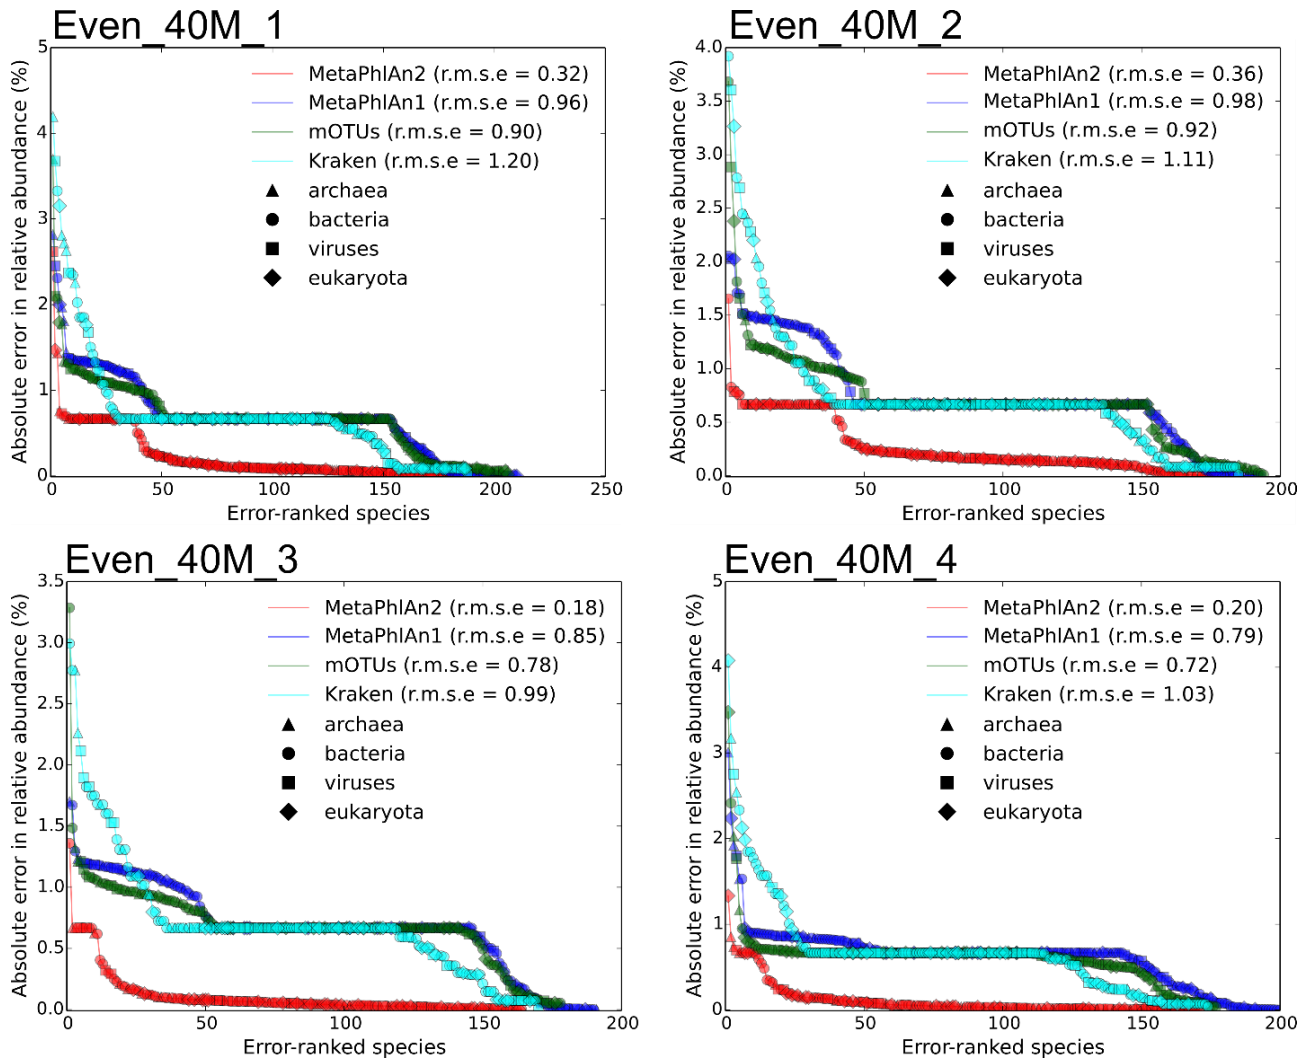 Even_40M_1
5
4
3
2
1
0
0 50 100 150 200 250
Absolute error in relative abundance (%)
Error-ranked species
MetaPhlAn2 (r.m.s.e = 0.32)
MetaPhlAn1 (r.m.s.e = 0.96)
mOTUs (r.m.s.e = 0.90)
Kraken (r.m.s.e = 1.20)
archaea
bacteria
viruses
eukaryota
Even_40M_2
4.0
3.5
3.0
2.5
2.0
1.5
1.0
0.5
0.0
0 50 100 150 200
Absolute error in relative abundance (%)
Error-ranked species
MetaPhlAn2 (r.m.s.e = 0.36)
MetaPhlAn1 (r.m.s.e = 0.98)
mOTUs (r.m.s.e = 0.92)
Kraken (r.m.s.e = 1.11)
archaea
bacteria
viruses
eukaryota
Even_40M_3
3.5
3.0
2.5
2.0
1.5
1.0
0.5
0.0
0 50 100 150 200
Absolute error in relative abundance (%)
Error-ranked species
MetaPhlAn2 (r.m.s.e = 0.18)
MetaPhlAn1 (r.m.s.e = 0.85)
mOTUs (r.m.s.e = 0.78)
Kraken (r.m.s.e = 0.99)
archaea
bacteria
viruses
eukaryota
Even_40M_4
5
4
3
2
1
0
0 50 100 150 200
Absolute error in relative abundance (%)
Error-ranked species
MetaPhlAn2 (r.m.s.e = 0.20)
MetaPhlAn1 (r.m.s.e = 0.79)
mOTUs (r.m.s.e = 0.72)
Kraken (r.m.s.e = 1.03)
archaea
bacteria
viruses
eukaryota